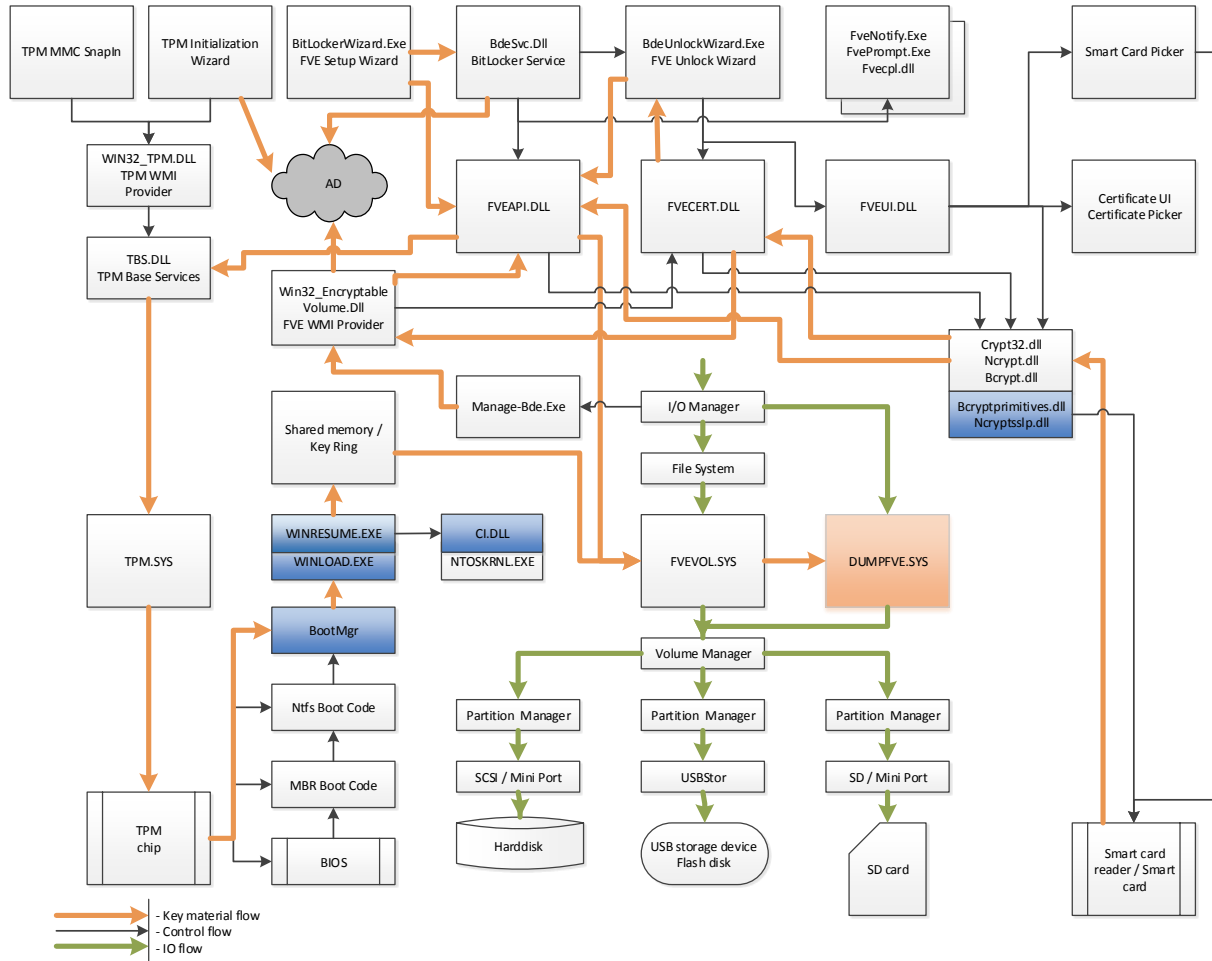 TPM MMC SnapIn
TPM Initialization
Wizard
BitLockerWizard.Exe
FVE Setup Wizard
BdeSvc.Dll
BitLocker Service
BdeUnlockWizard.Exe
FVE Unlock Wizard
FveNotify.Exe
FvePrompt.Exe
Fvecpl.dll
Smart Card Picker
WIN32_TPM.DLL
TPM WMI
Provider
AD
FVEAPI.DLL
FVECERT.DLL
FVEUI.DLL
Certificate UI
Certificate Picker
TBS.DLL
TPM Base Services
Win32_Encryptable
Volume.Dll
FVE WMI Provider
Crypt32.dll
Ncrypt.dll
Bcrypt.dll
Bcryptprimitives.dll
Ncryptsslp.dll
Manage-Bde.Exe
I/O Manager
Shared memory /
Key Ring
File System
TPM.SYS
WINRESUME.EXE
WINLOAD.EXE
CI.DLL
NTOSKRNL.EXE
FVEVOL.SYS
DUMPFVE.SYS
BootMgr
Volume Manager
Ntfs Boot Code
Partition Manager
Partition Manager
Partition Manager
MBR Boot Code
SCSI / Mini Port
USBStor
SD / Mini Port
TPM
chip
BIOS
Harddisk
USB storage device
Flash disk
SD card
Smart card
reader / Smart
card
- Key material flow
- Control flow
- IO flow